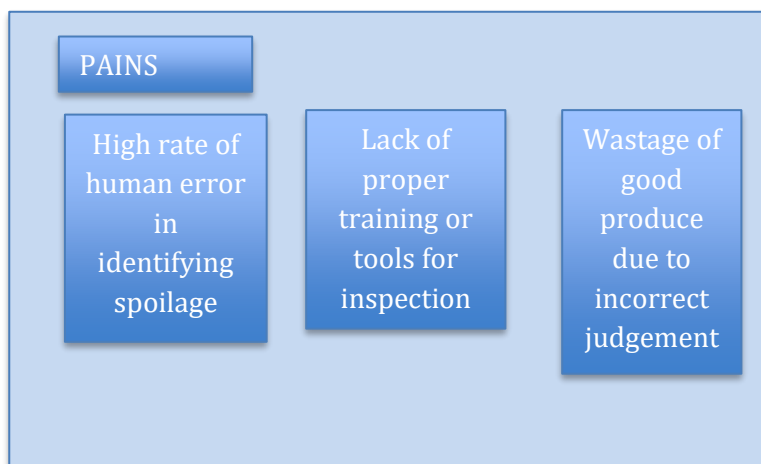 PAINS
High rate of
human error
in
identifying
spoilage
Lack of
proper
training or
tools for
inspection
Wastage of
good
produce
due to
incorrect
judgement